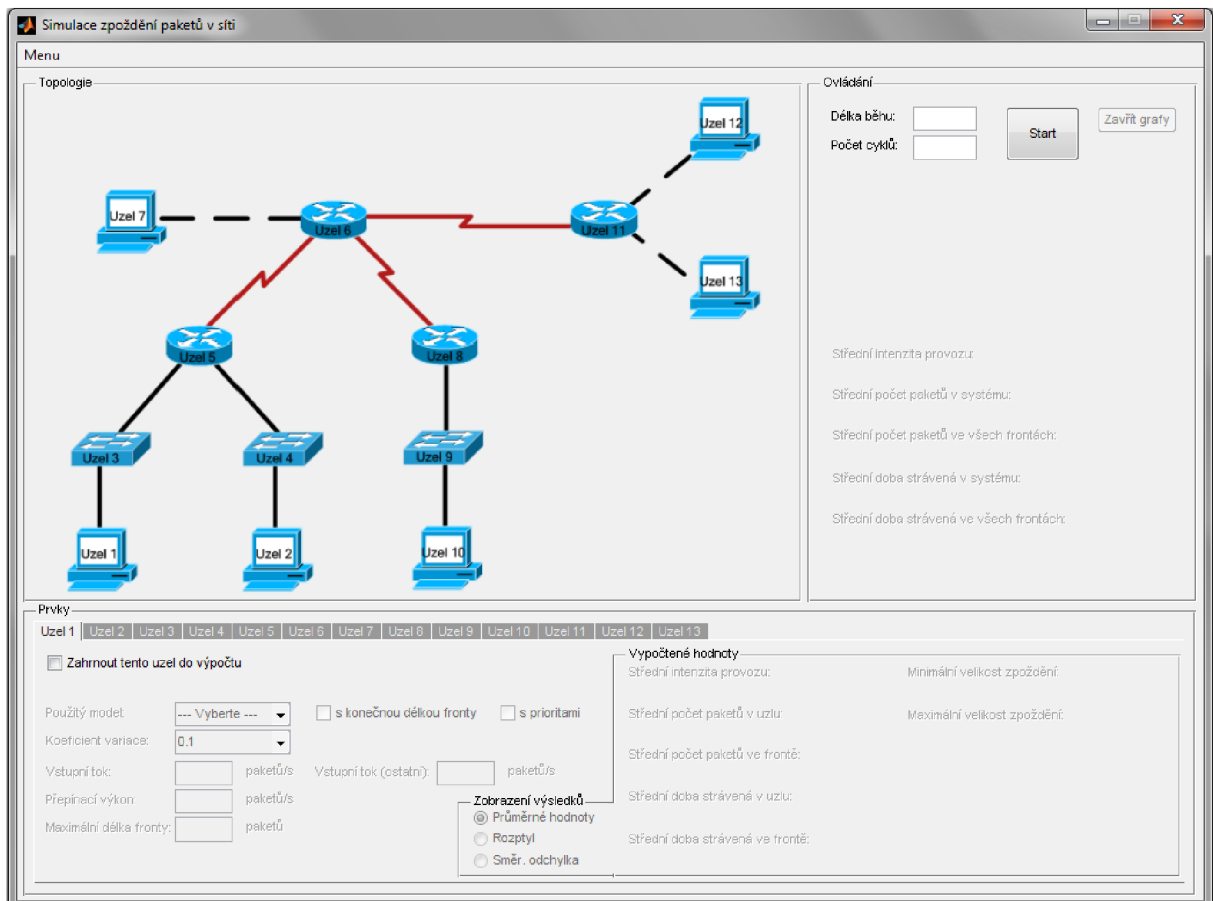 Simulace zpoždění paketů v síti
Menu
Topologie
Uzel 12
Uzel 7
Uzel 6
Uzel 11
Uzel 13
Uzel 5
Uzel 8
Uzel 3
Uzel 4
Uzel 9
Uzel 1
Uzel 2
Uzel 10
Ovládání
Délka běhu:
Počet cyklů:
Start
Zavřít grafy
Střední intenzita provozu:
Střední počet paketů v systému:
Střední počet paketů ve všech frontách:
Střední doba strávená v systému:
Střední doba strávená ve všech frontách:
Prvky
Uzel 1 Uzel 2 Uzel 3 Uzel 4 Uzel 5 Uzel 6 Uzel 7 Uzel 8 Uzel 9 Uzel 10 Uzel 11 Uzel 12 Uzel 13
Zahrnout tento uzel do výpočtu
Použitý model: --- Vyberte --- s konečnou délkou fronty s prioritami
Koeficient variace: 0.1
Vstupní tok: paketů/s Vstupní tok (ostatní): paketů/s
Přepínací výkon: paketů/s
Maximální délka fronty: paketů
Zobrazení výsledků
Průměrné hodnoty
Rozptyl
Směr. odchylka
Vypočtené hodnoty
Střední intenzita provozu: Minimální velikost zpoždění:
Střední počet paketů v uzlu: Maximální velikost zpoždění:
Střední počet paketů ve frontě:
Střední doba strávená v uzlu:
Střední doba strávená ve frontě: